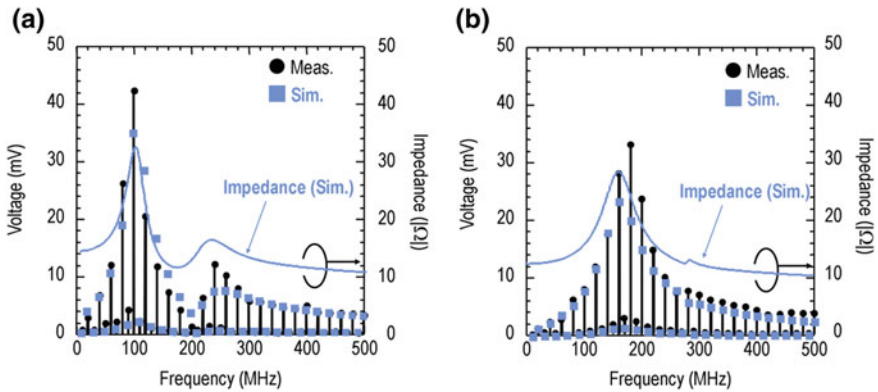 (a)
50
40
30
20
10
0
Voltage (mV)
0 100 200 300 400 500
Frequency (MHz)
50
40
30
20
10
0
Impedance (|Ω|)
Meas.
Sim.
Impedance (Sim.)
(b)
50
40
30
20
10
0
Voltage (mV)
0 100 200 300 400 500
Frequency (MHz)
50
40
30
20
10
0
Impedance (|Ω|)
Meas.
Sim.
Impedance (Sim.)